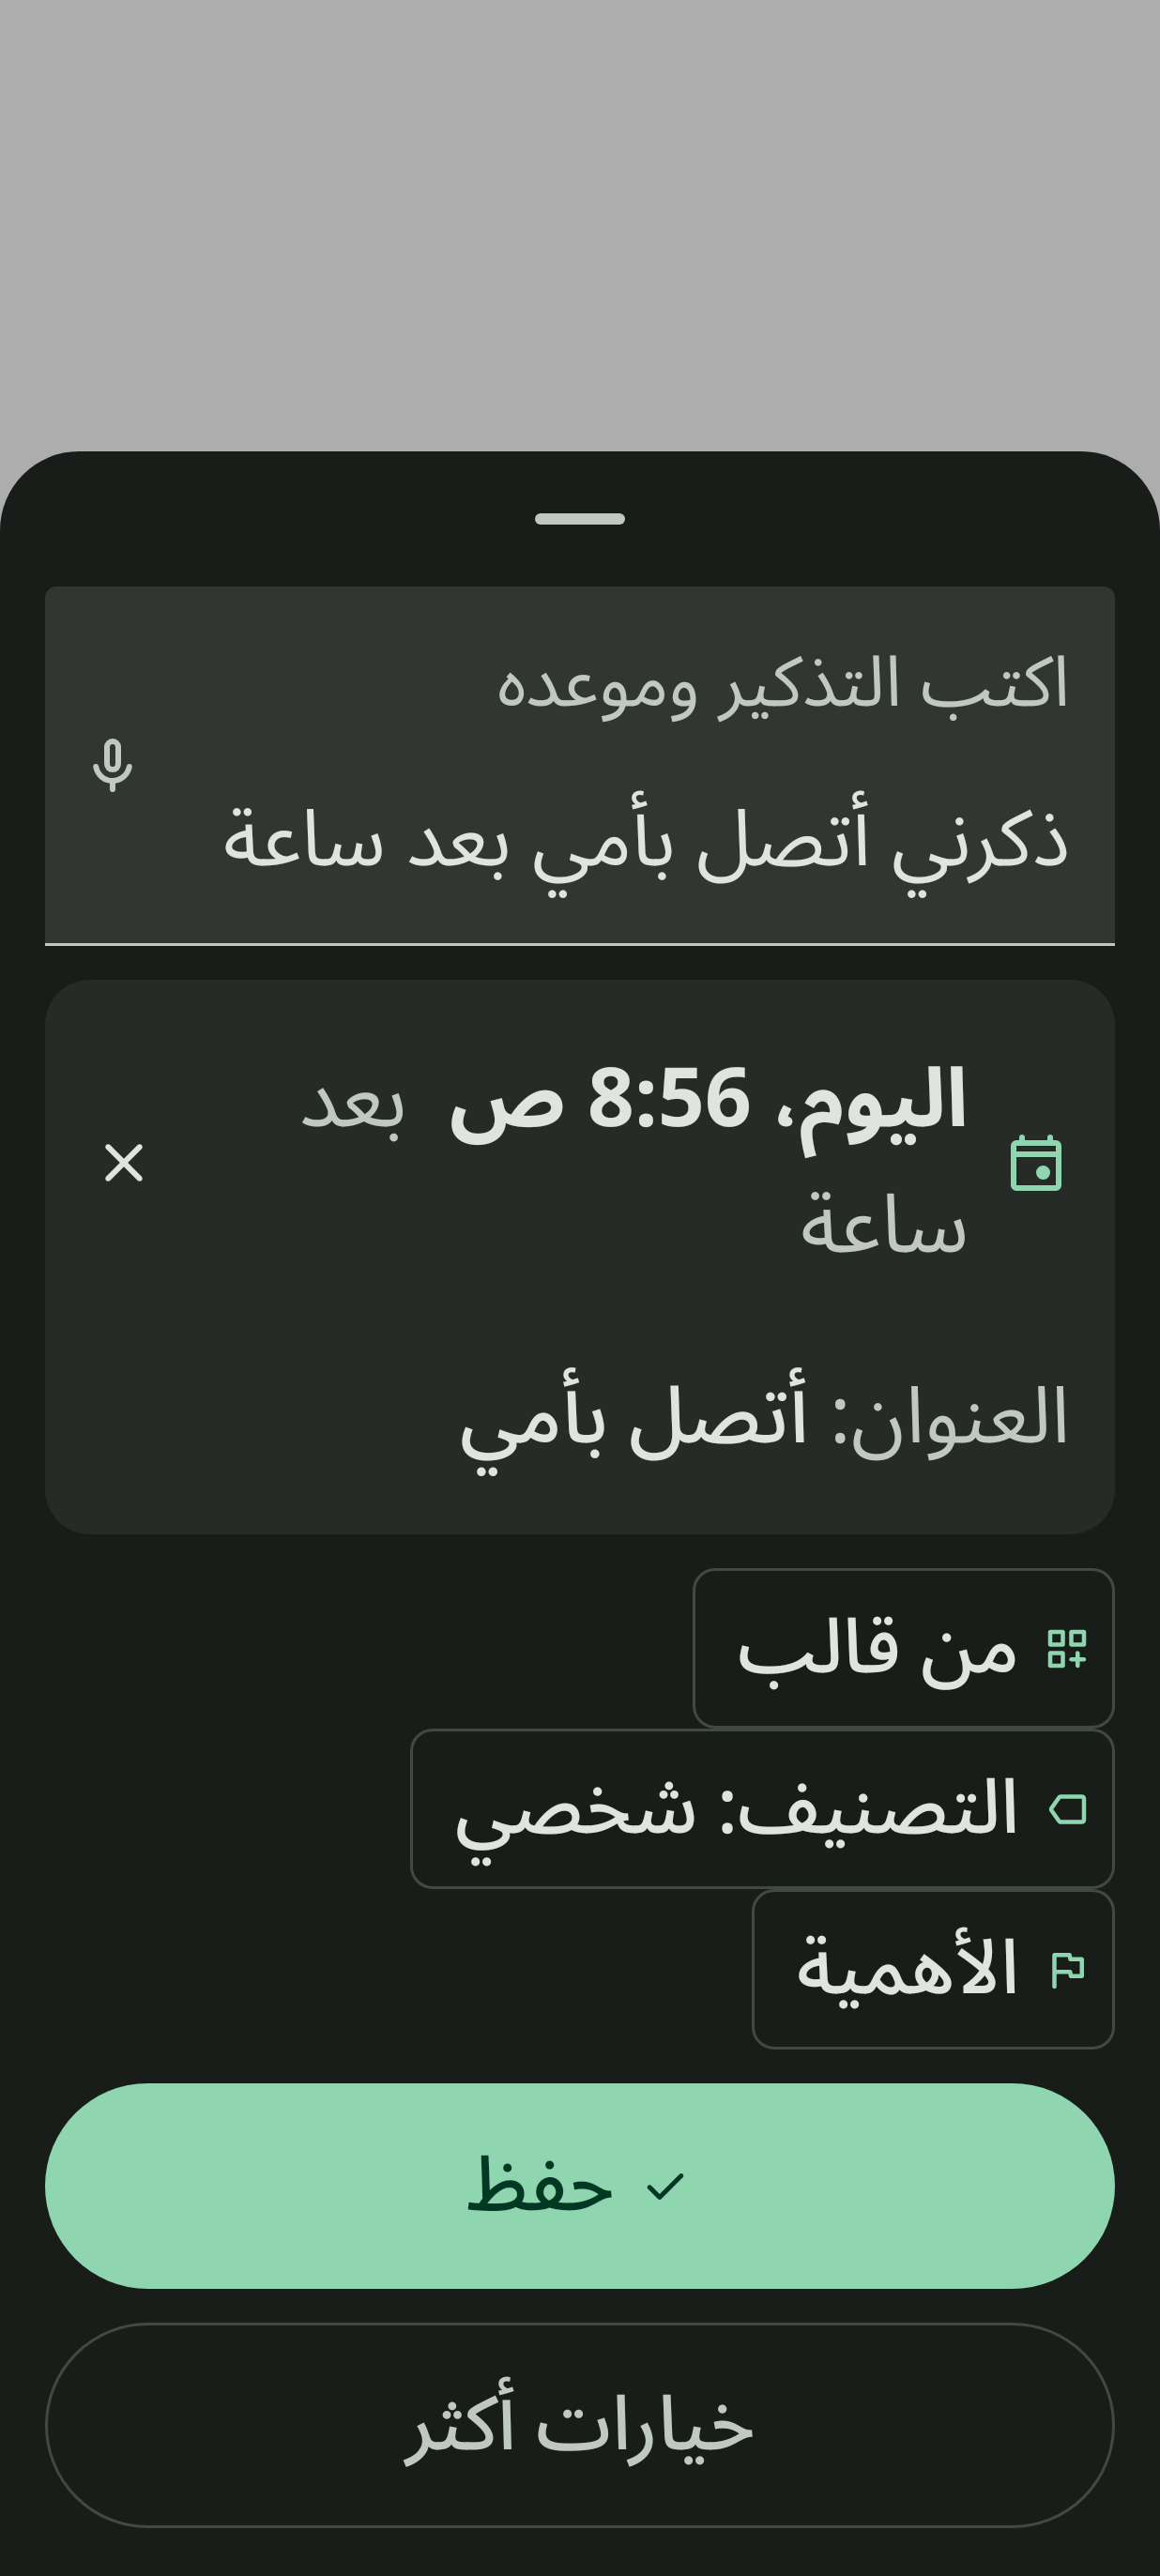 اكتب التذكير وموعده
ذكرني أتصل بأمي بعد ساعة
اليوم، 8:56 ص بعد
ساعة
العنوان: أتصل بأمي
من قالب
التصنيف: شخصي
الأهمية
حفظ
خيارات أكثر